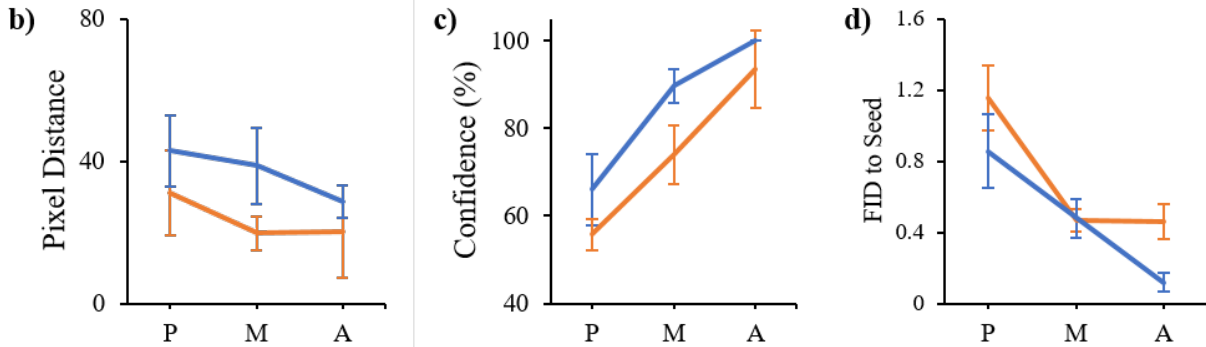 b)
Pixel Distance
80
40
0
P M A
c)
Confidence (%)
100
80
60
40
P M A
d)
FID to Seed
1.6
1.2
0.8
0.4
0
P M A